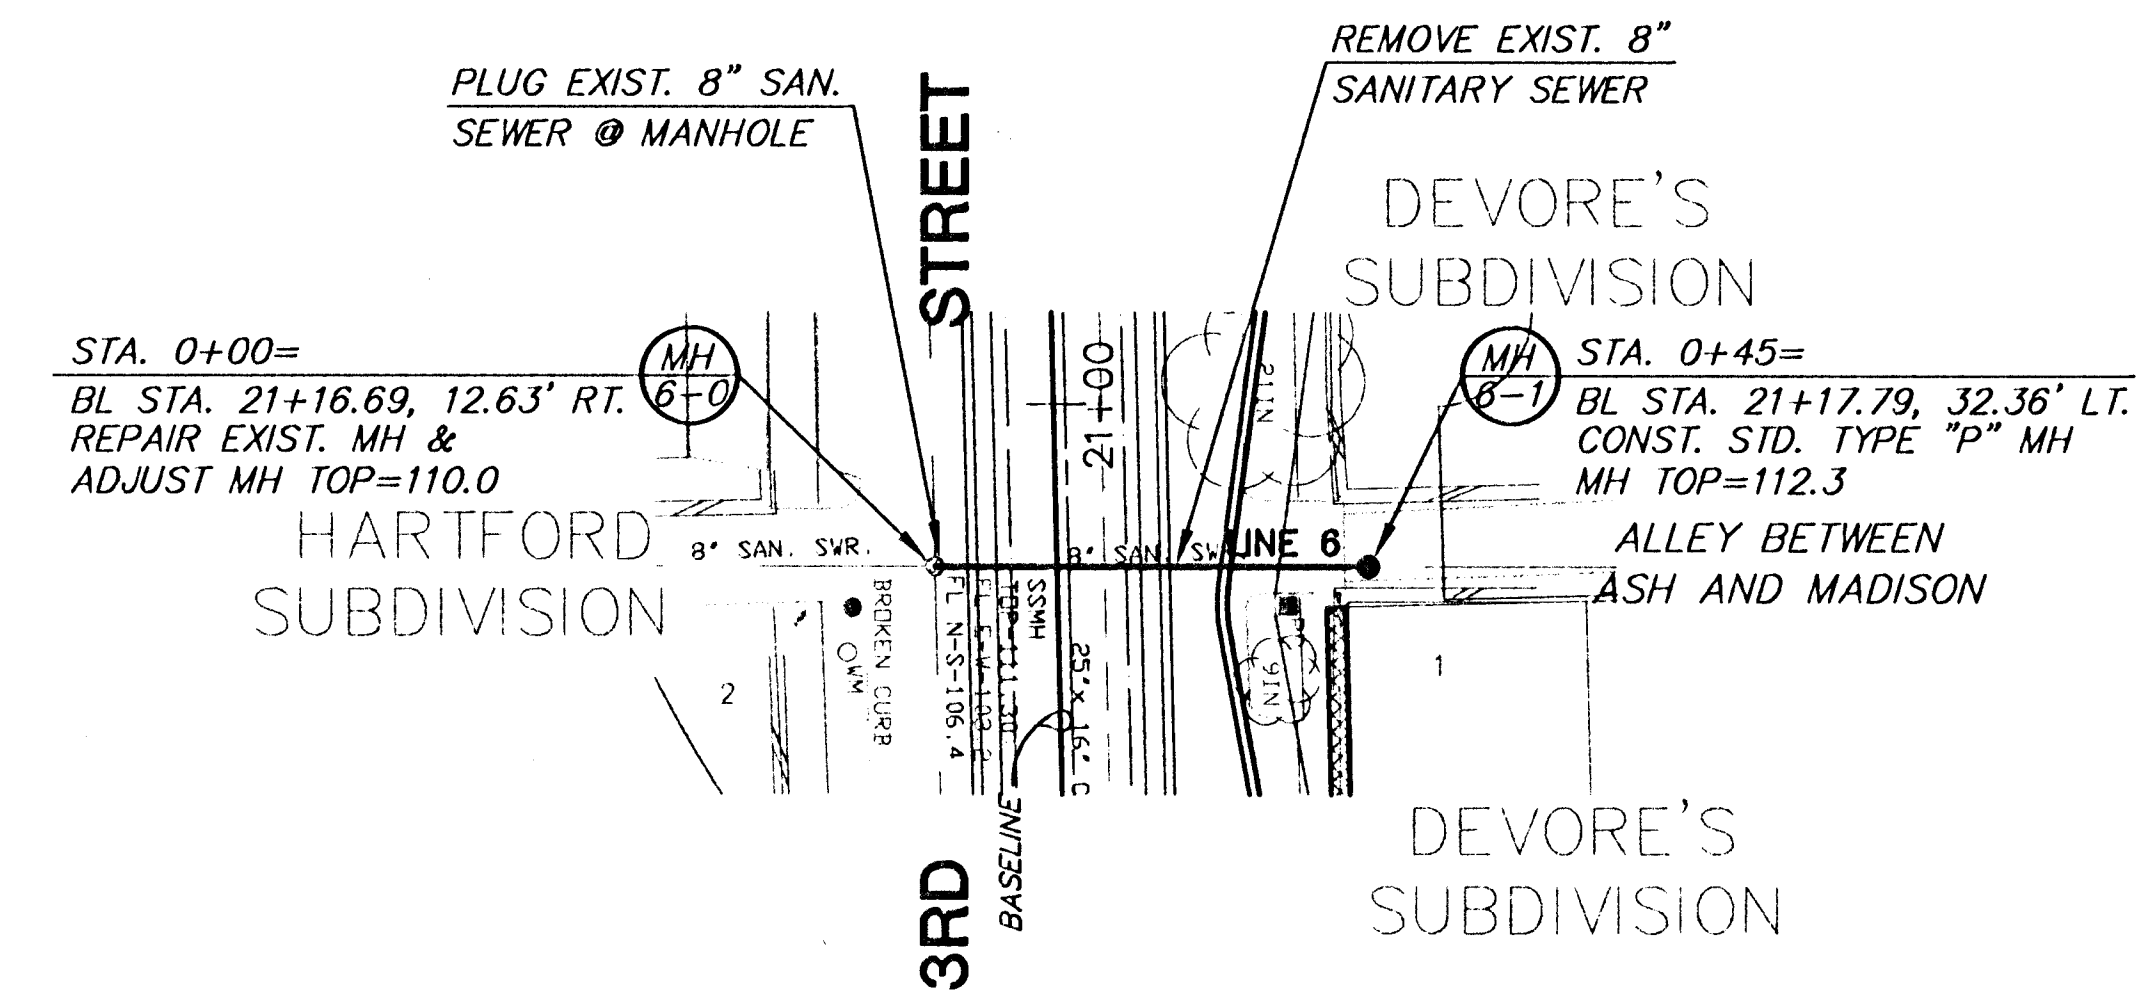 REMOVE EXIST. 8"
SANITARY SEWER
PLUG EXIST. 8" SAN.
SEWER @ MANHOLE
3RD STREET
DEVORE'S
SUBDIVISION
STA. 0+00=
BL STA. 21+16.69, 12.63' RT.
REPAIR EXIST. MH &
ADJUST MH TOP=110.0
MH
6-0
21+00
21IN
MH
6-1
STA. 0+45=
BL STA. 21+17.79, 32.36' LT.
CONST. STD. TYPE "P" MH
MH TOP=112.3
HARTFORD
SUBDIVISION
8" SAN. SWR.
8" SAN. SW
LINE 6
ALLEY BETWEEN
ASH AND MADISON
BROKEN CURB
WM
SSMH
TOP-111.30
FL N-S-106.4
25"x 16" C
9IN
2
1
BASELINE
DEVORE'S
SUBDIVISION